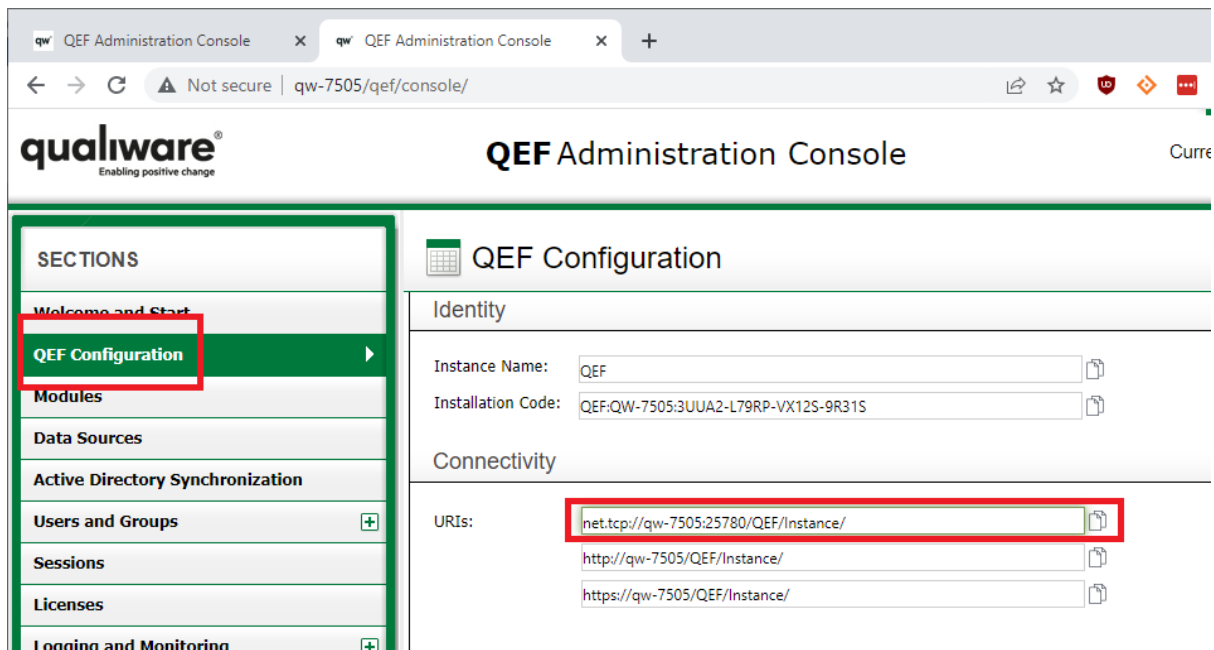 qw QEF Administration Console
qw QEF Administration Console
Not secure | qw-7505/qef/console/
qualiware®
Enabling positive change
QEF Administration Console
Curre
SECTIONS
Welcome and Start
QEF Configuration
Modules
Data Sources
Active Directory Synchronization
Users and Groups
Sessions
Licenses
Logging and Monitoring
QEF Configuration
Identity
Instance Name: QEF
Installation Code: QEF:QW-7505:3UUA2-L79RP-VX12S-9R31S
Connectivity
URIs: net.tcp://qw-7505:25780/QEF/Instance/
http://qw-7505/QEF/Instance/
https://qw-7505/QEF/Instance/